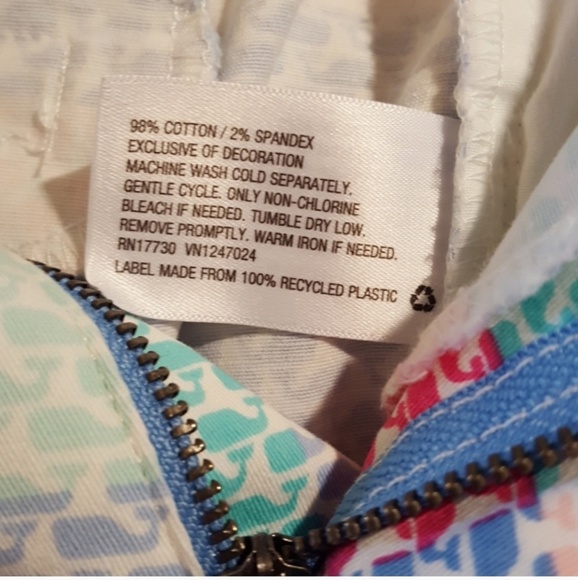 98% COTTON / 2% SPANDEX
EXCLUSIVE OF DECORATION
MACHINE WASH COLD SEPARATELY.
GENTLE CYCLE. ONLY NON-CHLORINE
BLEACH IF NEEDED. TUMBLE DRY LOW.
REMOVE PROMPTLY. WARM IRON IF NEEDED.
RN17730 VN1247024
LABEL MADE FROM 100% RECYCLED PLASTIC